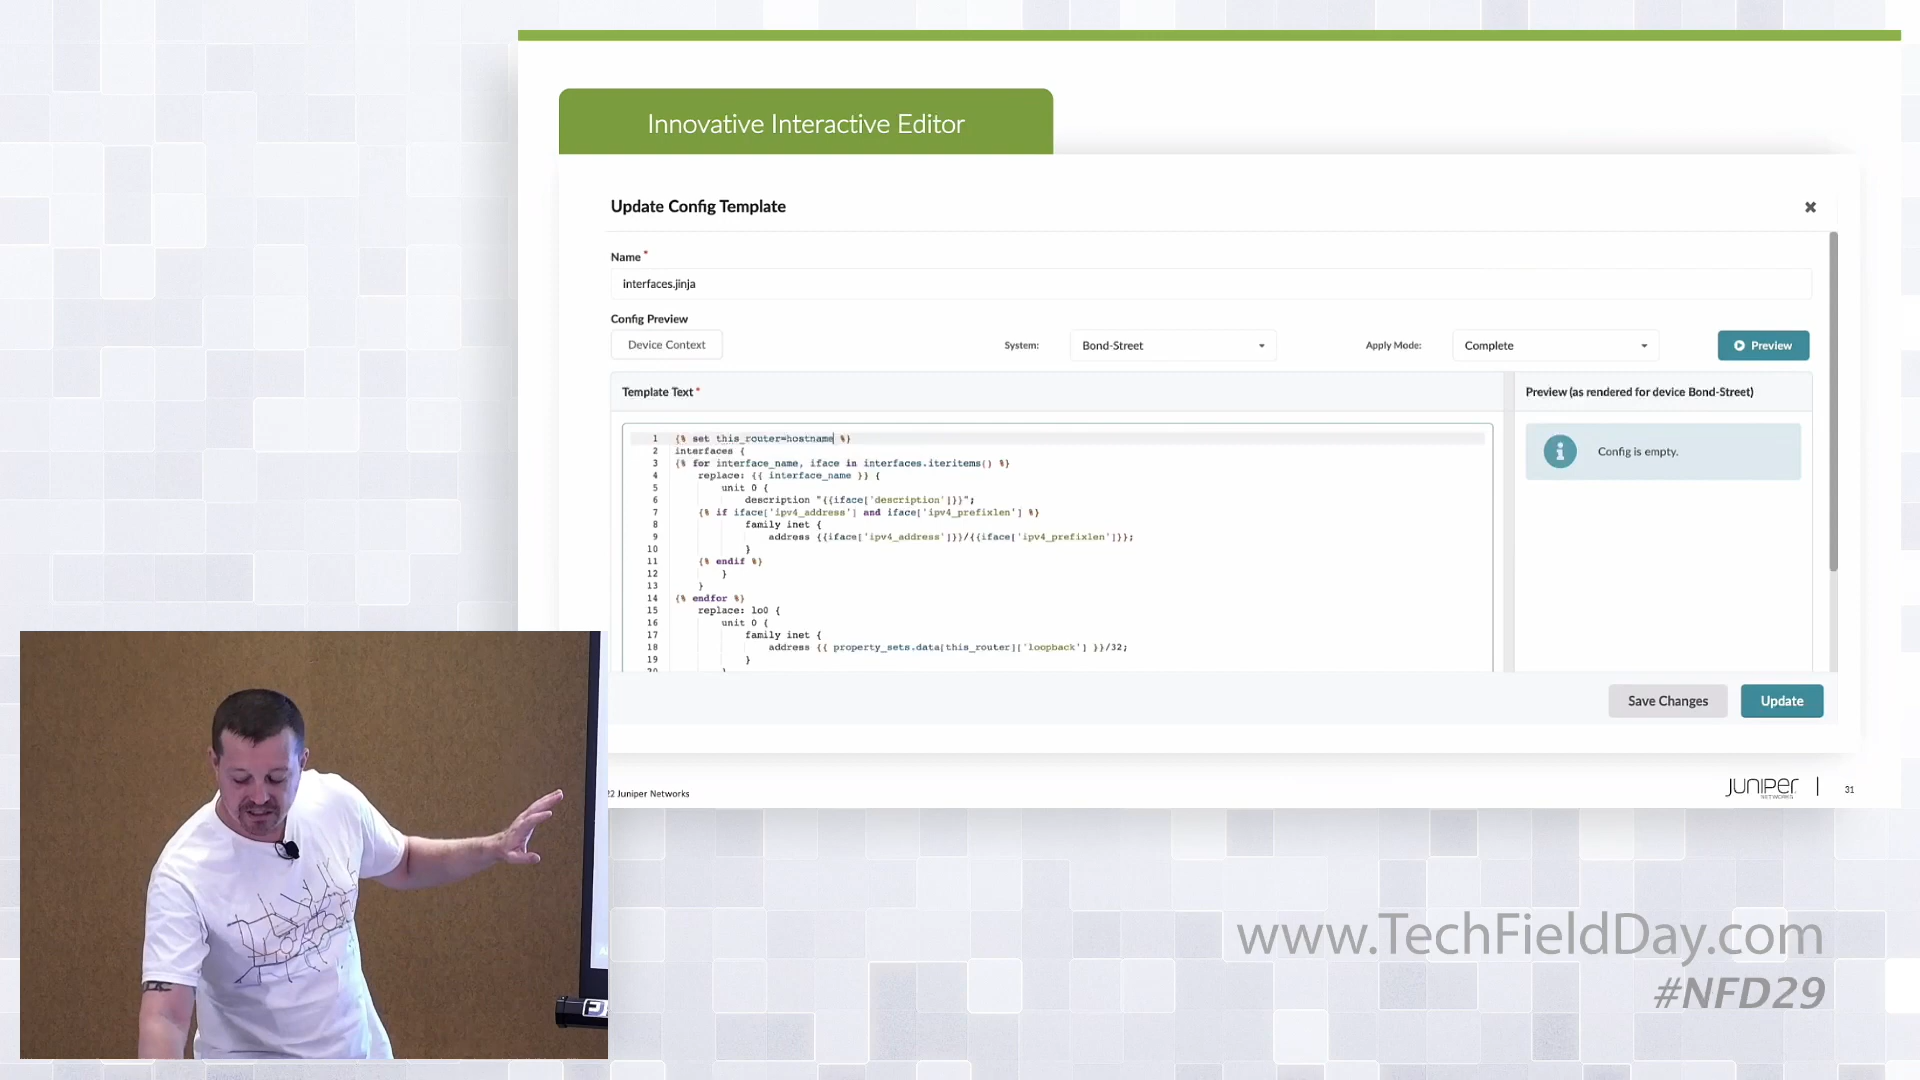 Innovative Interactive Editor
Update Config Template
Name *
interfaces.jinja
Config Preview
Device Context
System:
Bond-Street
Apply Mode:
Complete
Preview
Template Text *
Preview (as rendered for device Bond-Street)
1 {% set this_router=hostname %}
2 interfaces {
3 {% for interface_name, iface in interfaces.iteritems() %}
4 replace: {{ interface_name }} {
5 unit 0 {
6 description "{{iface['description']}}";
7 {% if iface['ipv4_address'] and iface['ipv4_prefixlen'] %}
8 family inet {
9 address {{iface['ipv4_address']}}/{{iface['ipv4_prefixlen']}};
10 }
11 {% endif %}
12 }
13 }
14 {% endfor %}
15 replace: lo0 {
16 unit 0 {
17 family inet {
18 address {{ property_sets.data[this_router]['loopback'] }}/32;
19 }
Config is empty.
Save Changes
Update
22 Juniper Networks
JUNIPER
NETWORKS
31
www.TechFieldDay.com
#NFD29